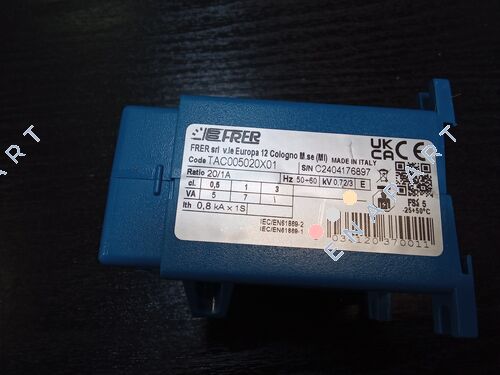 FRER
FRER srl v.le Europa 12 Cologno M.se (MI) MADE IN ITALY
Code TAC005020X01 S/N C2404176897
Ratio 20/1A Hz 50÷60 kV 0,72/3 E
cl. 0,5 1 3
VA 5 7 \
Ith 0,8 kA x 1S
IEC/EN61869-2
IEC/EN61869-1
UK CA CE
FS 5
-25+50°C
ENAPART